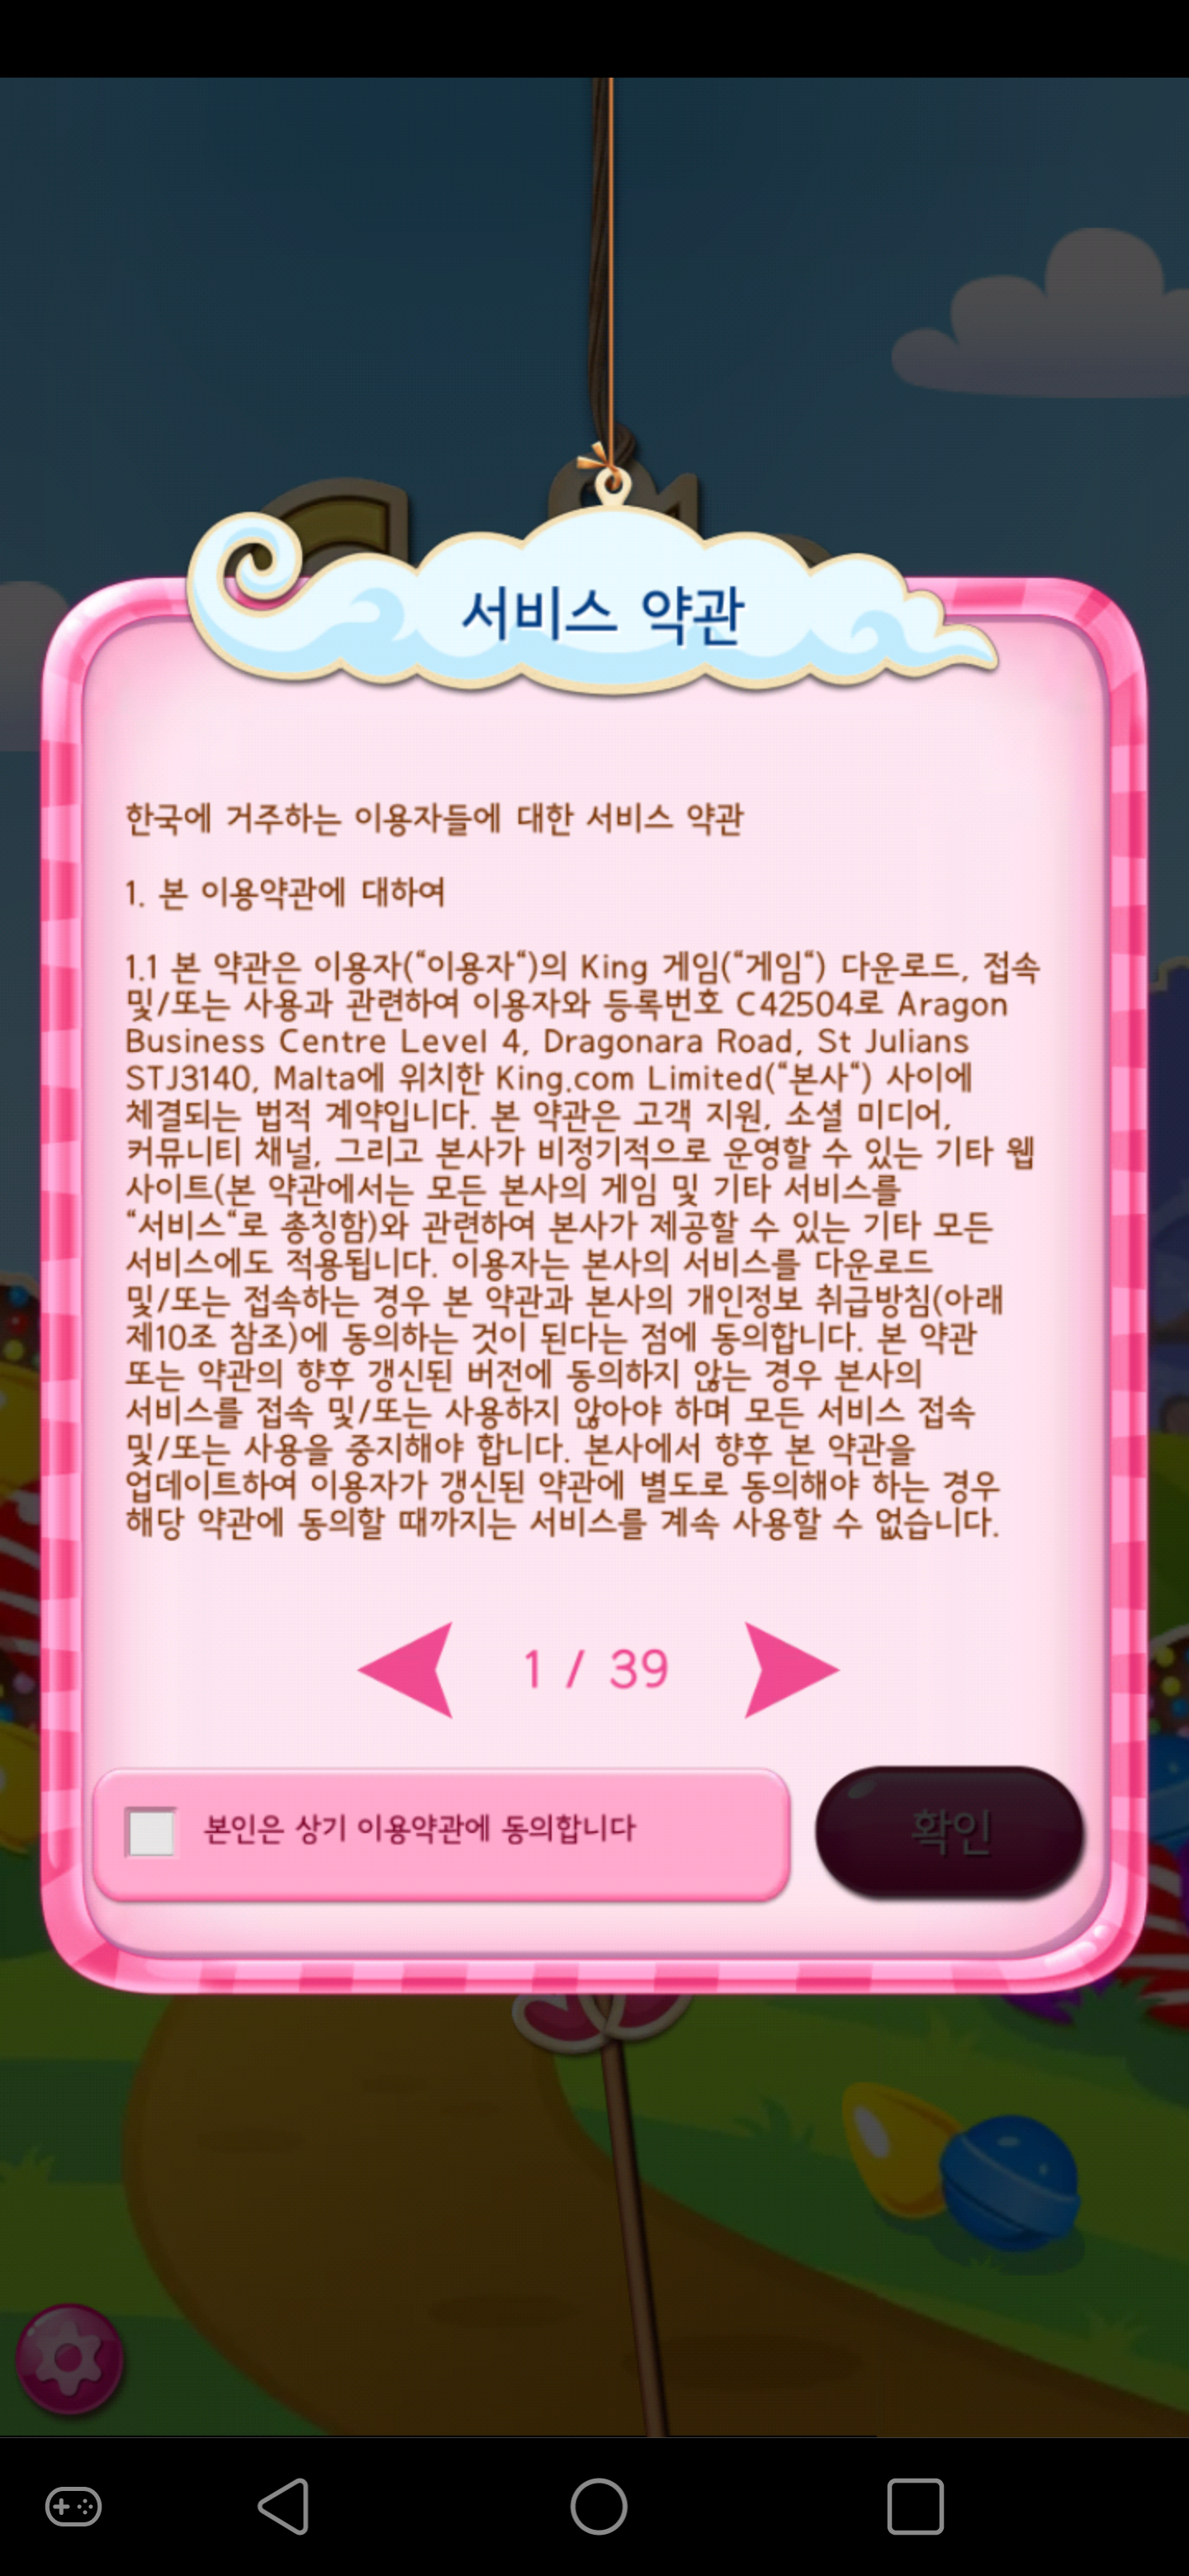 서비스 약관
한국에 거주하는 이용자들에 대한 서비스 약관
1. 본 이용약관에 대하여
1.1 본 약관은 이용자(“이용자“)의 King 게임(“게임“) 다운로드, 접속
및/또는 사용과 관련하여 이용자와 등록번호 C42504로 Aragon
Business Centre Level 4, Dragonara Road, St Julians
STJ3140, Malta에 위치한 King.com Limited(“본사“) 사이에
체결되는 법적 계약입니다. 본 약관은 고객 지원, 소셜 미디어,
커뮤니티 채널, 그리고 본사가 비정기적으로 운영할 수 있는 기타 웹
사이트(본 약관에서는 모든 본사의 게임 및 기타 서비스를
“서비스“로 총칭함)와 관련하여 본사가 제공할 수 있는 기타 모든
서비스에도 적용됩니다. 이용자는 본사의 서비스를 다운로드
및/또는 접속하는 경우 본 약관과 본사의 개인정보 취급방침(아래
제10조 참조)에 동의하는 것이 된다는 점에 동의합니다. 본 약관
또는 약관의 향후 갱신된 버전에 동의하지 않는 경우 본사의
서비스를 접속 및/또는 사용하지 않아야 하며 모든 서비스 접속
및/또는 사용을 중지해야 합니다. 본사에서 향후 본 약관을
업데이트하여 이용자가 갱신된 약관에 별도로 동의해야 하는 경우
해당 약관에 동의할 때까지는 서비스를 계속 사용할 수 없습니다.
1 / 39
본인은 상기 이용약관에 동의합니다
확인